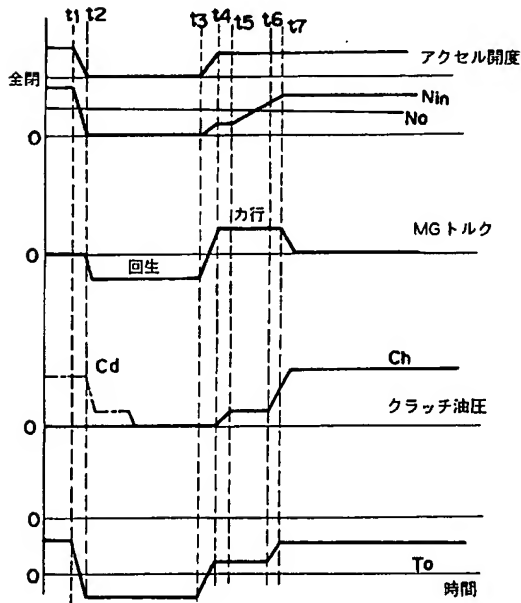 t1 t2 t3 t4 t5 t6 t7
アクセル開度
全閉
Nin
No
0
力行
MGトルク
0
回生
Cd
Ch
クラッチ油圧
0
0
0
To
時間